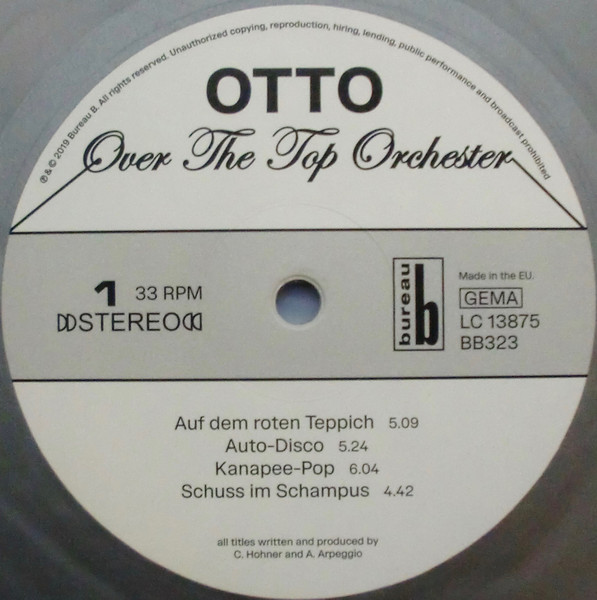 ℗ & © 2019 Bureau B. All rights reserved. Unauthorized copying, reproduction, hiring, lending, public performance and broadcast prohibited
OTTO
Over The Top Orchester
1 33 RPM
STEREO
bureau b
Made in the EU.
GEMA
LC 13875
BB323
Auf dem roten Teppich 5.09
Auto-Disco 5.24
Kanapee-Pop 6.04
Schuss im Schampus 4.42
all titles written and produced by
C. Hohner and A. Arpeggio